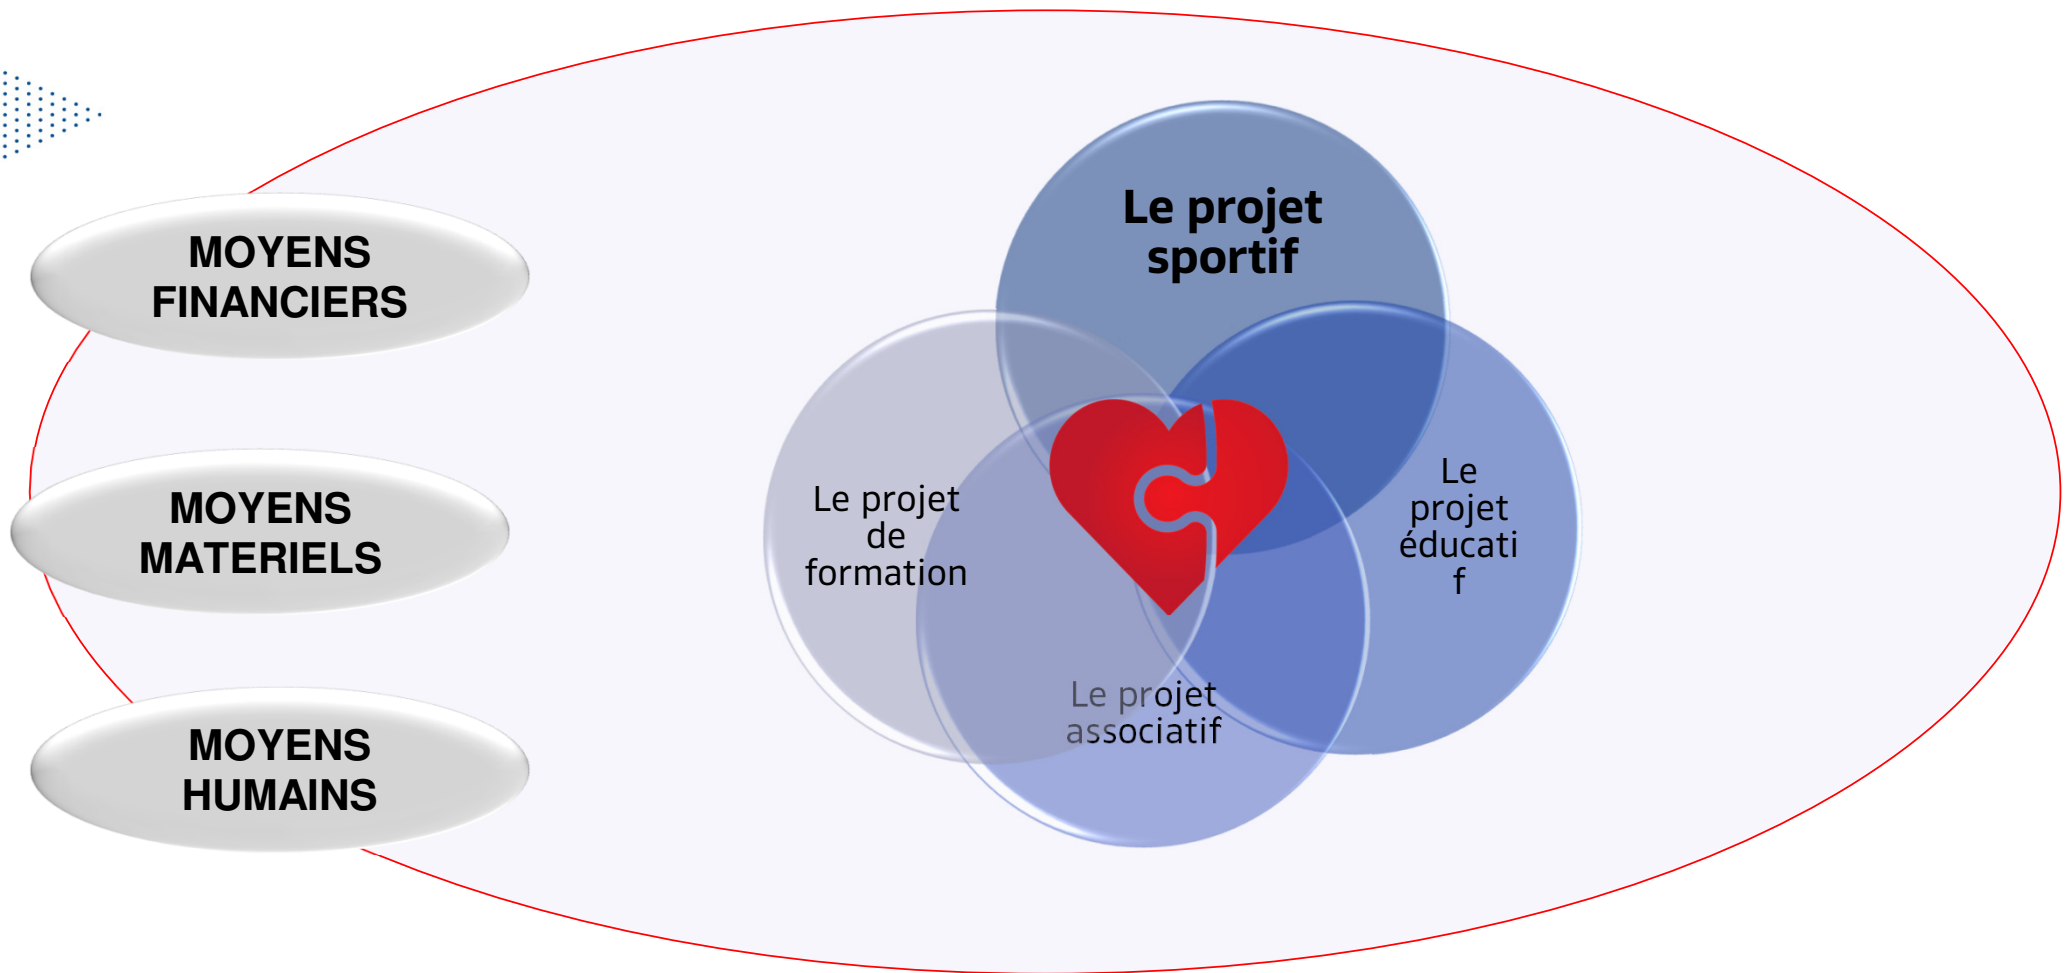 MOYENS
FINANCIERS
MOYENS
MATERIELS
MOYENS
HUMAINS
Le projet
sportif
Le projet
de
formation
Le
projet
éducati
f
Le projet
associatif